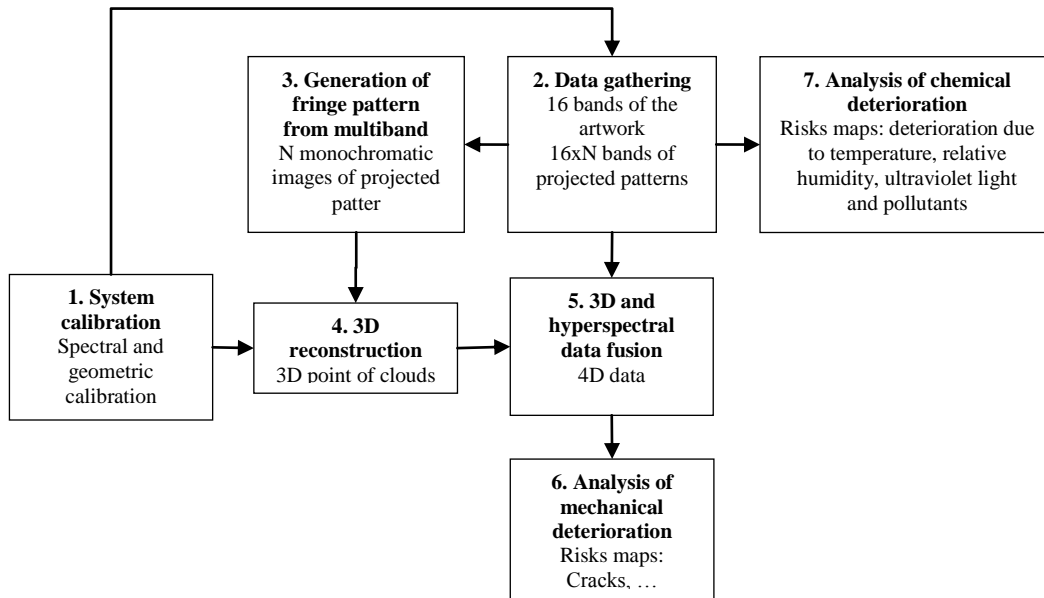 3. Generation of
fringe pattern
from multiband
N monochromatic
images of projected
patter
2. Data gathering
16 bands of the
artwork
16xN bands of
projected patterns
7. Analysis of chemical
deterioration
Risks maps: deterioration due
to temperature, relative
humidity, ultraviolet light
and pollutants
1. System
calibration
Spectral and
geometric
calibration
4. 3D
reconstruction
3D point of clouds
5. 3D and
hyperspectral
data fusion
4D data
6. Analysis of
mechanical
deterioration
Risks maps:
Cracks, …